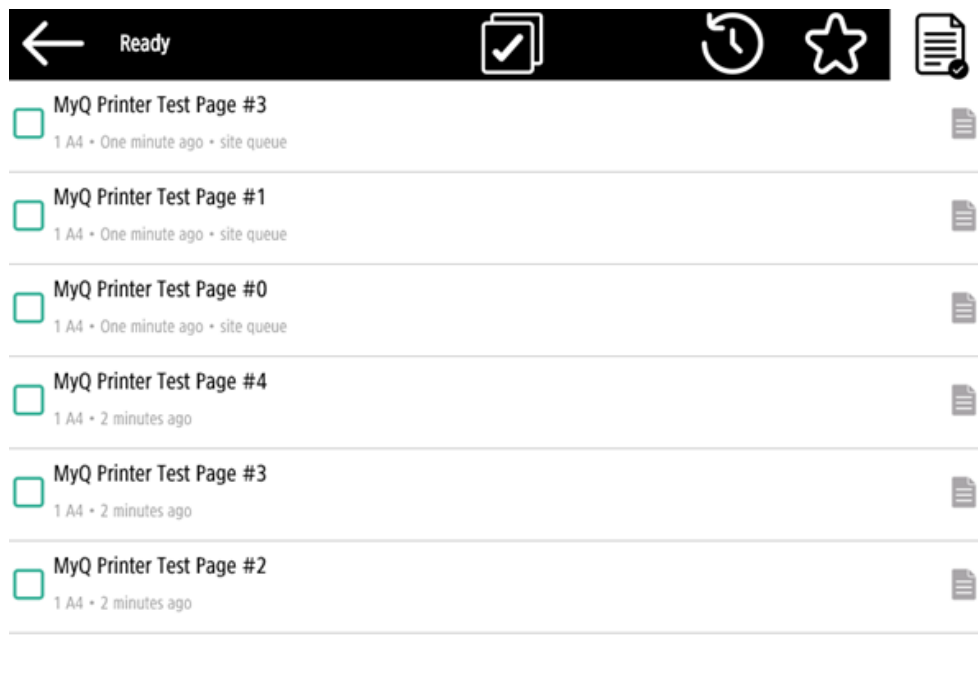 Ready
MyQ Printer Test Page #3
1 A4 • One minute ago • site queue
MyQ Printer Test Page #1
1 A4 • One minute ago • site queue
MyQ Printer Test Page #0
1 A4 • One minute ago • site queue
MyQ Printer Test Page #4
1 A4 • 2 minutes ago
MyQ Printer Test Page #3
1 A4 • 2 minutes ago
MyQ Printer Test Page #2
1 A4 • 2 minutes ago